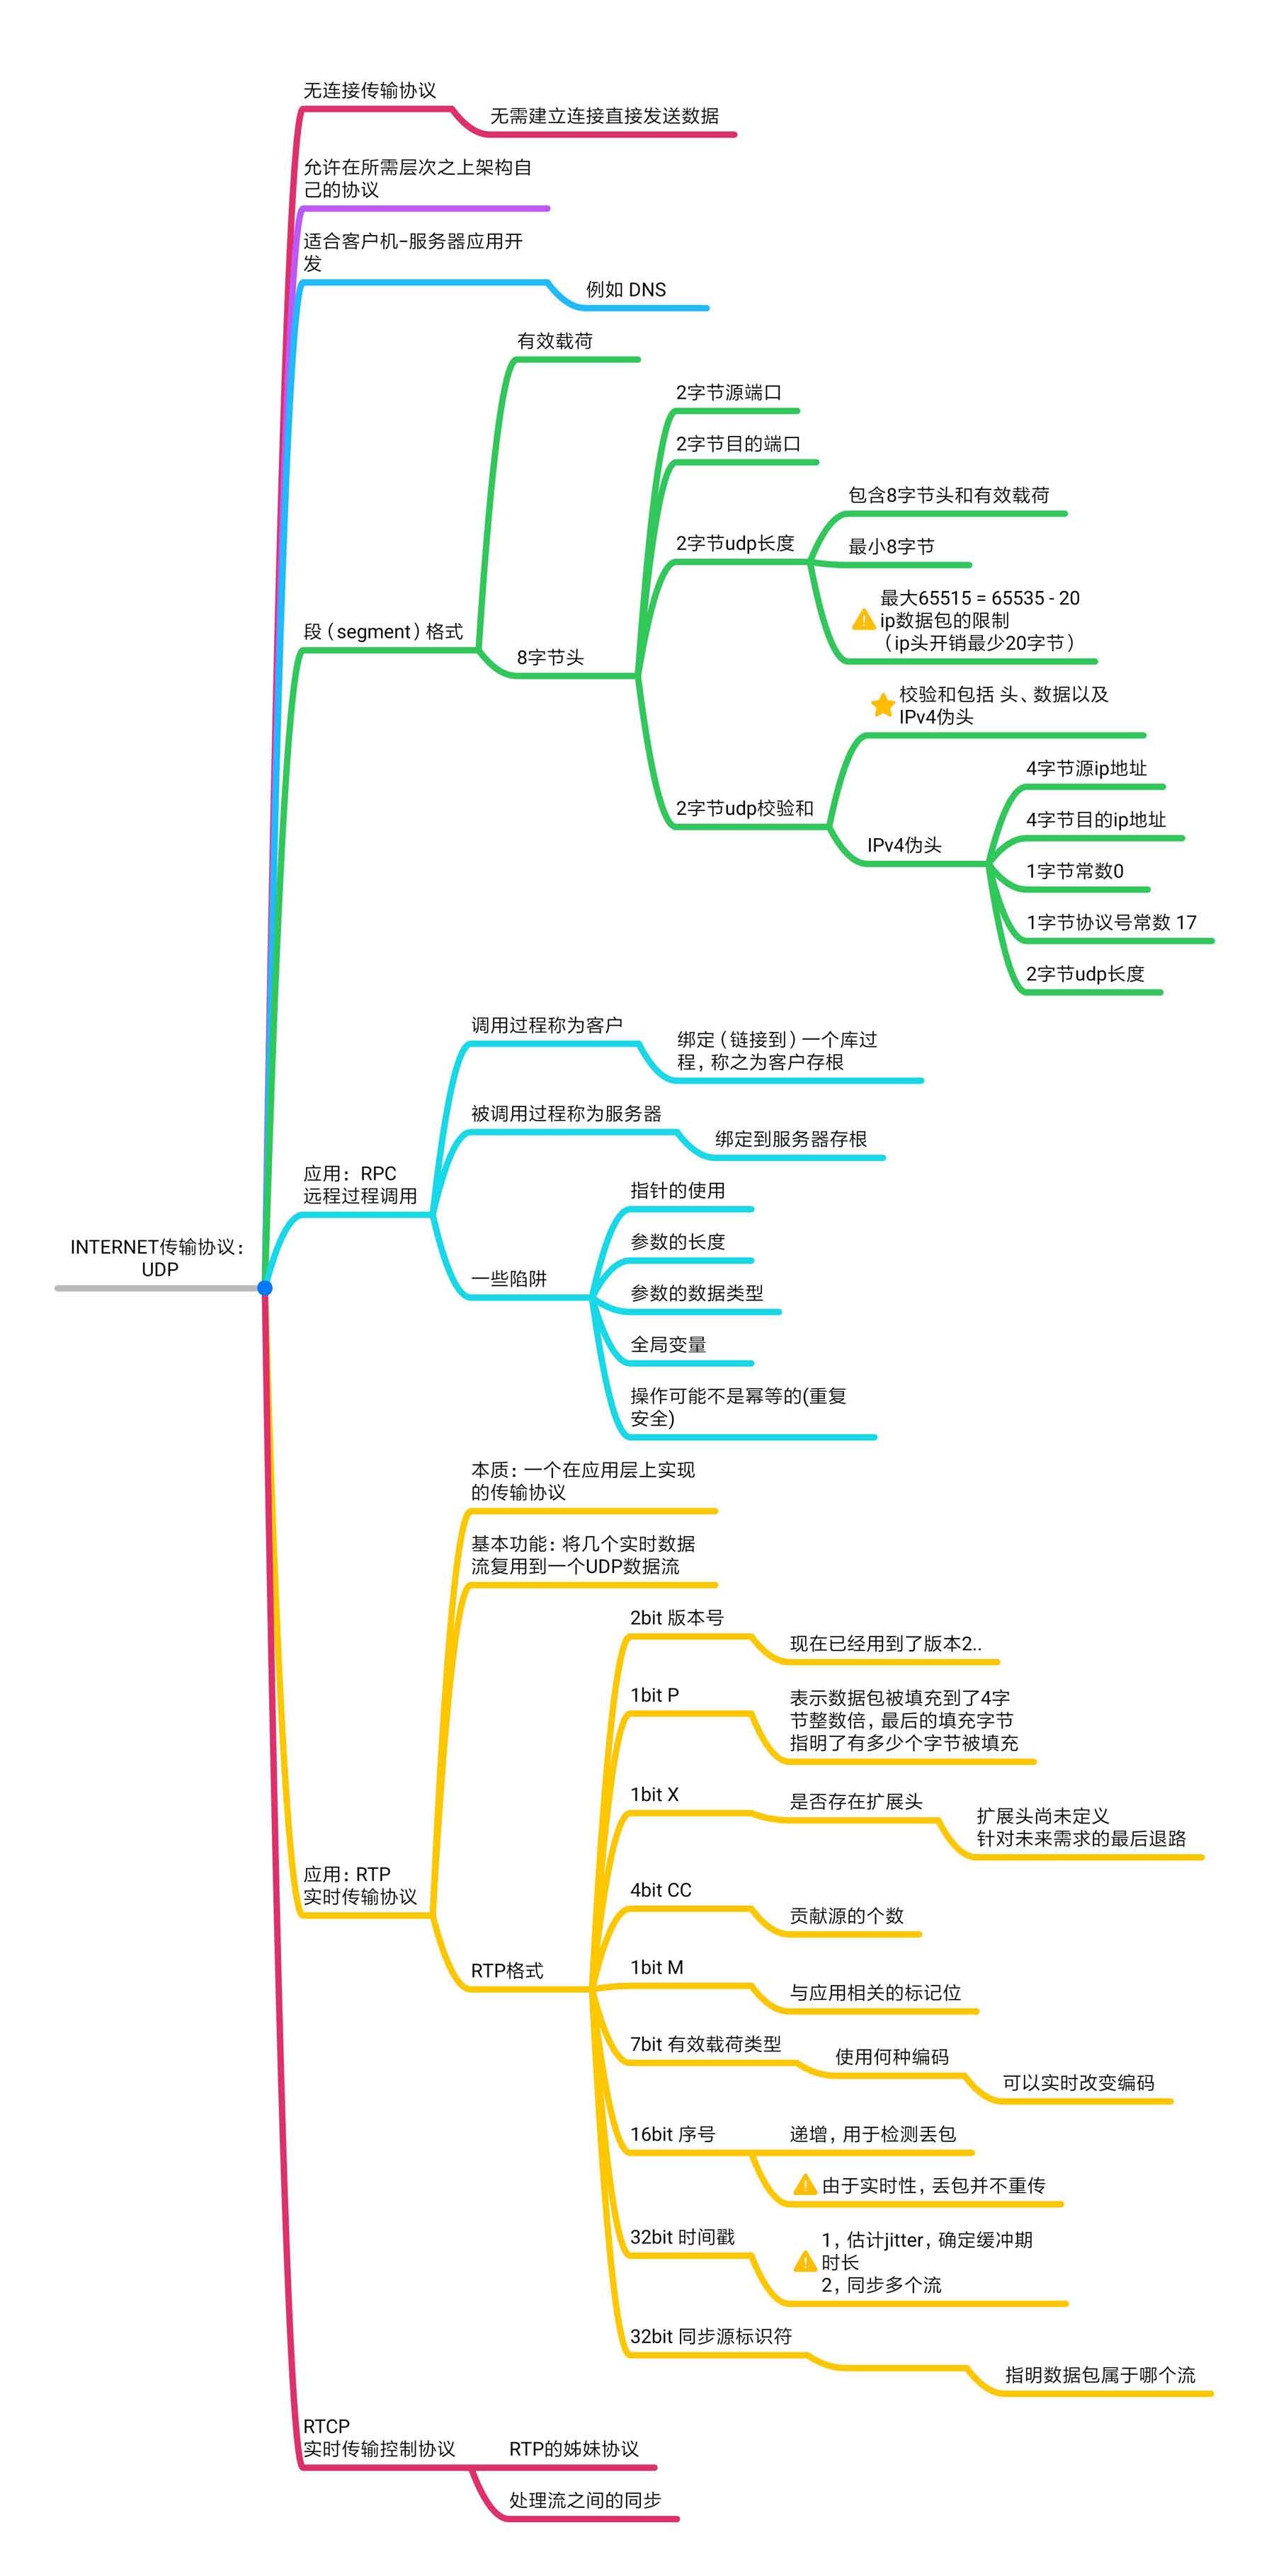 无连接传输协议
无需建立连接直接发送数据
允许在所需层次之上架构自
己的协议
适合客户机-服务器应用开
发
例如 DNS
有效载荷
2字节源端口
2字节目的端口
包含8字节头和有效载荷
2字节udp长度
最小8字节
最大65515 = 65535 - 20
ip数据包的限制
（ip头开销最少20字节）
段（segment）格式
8字节头
校验和包括 头、数据以及
IPv4伪头
4字节源ip地址
2字节udp校验和
4字节目的ip地址
IPv4伪头
1字节常数0
1字节协议号常数 17
2字节udp长度
调用过程称为客户
绑定（链接到）一个库过
程，称之为客户存根
被调用过程称为服务器
绑定到服务器存根
应用：RPC
远程过程调用
指针的使用
参数的长度
INTERNET传输协议：
UDP
一些陷阱
参数的数据类型
全局变量
操作可能不是幂等的(重复
安全)
本质：一个在应用层上实现
的传输协议
基本功能：将几个实时数据
流复用到一个UDP数据流
2bit 版本号
现在已经用到了版本2..
1bit P
表示数据包被填充到了4字
节整数倍，最后的填充字节
指明了有多少个字节被填充
1bit X
是否存在扩展头
扩展头尚未定义
针对未来需求的最后退路
应用：RTP
实时传输协议
4bit CC
贡献源的个数
RTP格式
1bit M
与应用相关的标记位
7bit 有效载荷类型
使用何种编码
可以实时改变编码
16bit 序号
递增，用于检测丢包
由于实时性，丢包并不重传
32bit 时间戳
1，估计jitter，确定缓冲期
时长
2，同步多个流
32bit 同步源标识符
指明数据包属于哪个流
RTCP
实时传输控制协议
RTP的姊妹协议
处理流之间的同步